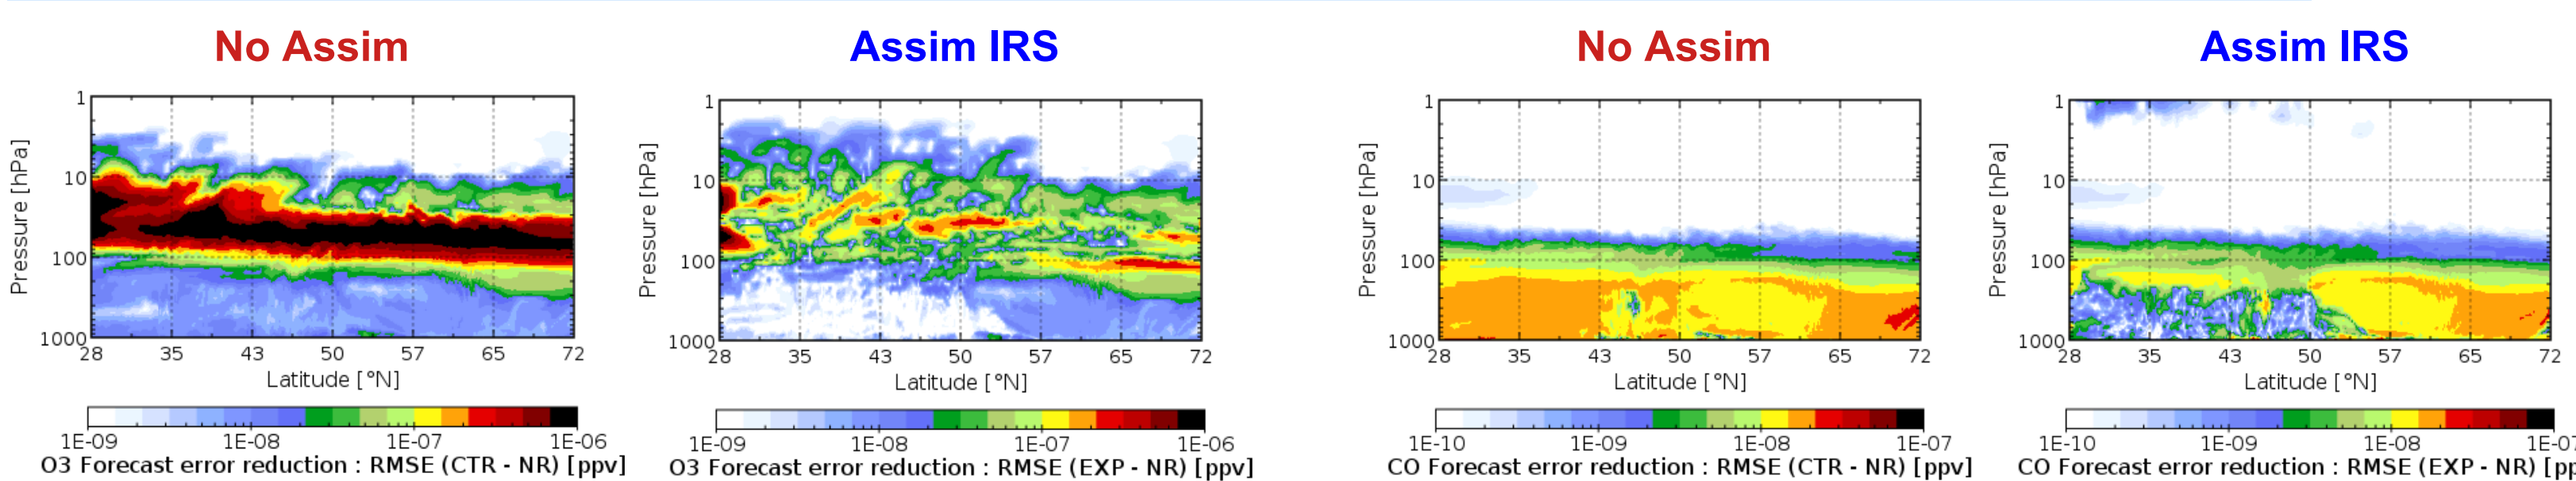 No Assim
Assim IRS
No Assim
Assim IRS
Pressure [hPa]
1
10
100
1000
28 35 43 50 57 65 72
Latitude [°N]
1E-09 1E-08 1E-07 1E-06
O3 Forecast error reduction : RMSE (CTR - NR) [ppv]
Pressure [hPa]
1
10
100
1000
28 35 43 50 57 65 72
Latitude [°N]
1E-09 1E-08 1E-07 1E-06
O3 Forecast error reduction : RMSE (EXP - NR) [ppv]
Pressure [hPa]
1
10
100
1000
28 35 43 50 57 65 72
Latitude [°N]
1E-10 1E-09 1E-08 1E-07
CO Forecast error reduction : RMSE (CTR - NR) [ppv]
Pressure [hPa]
1
10
100
1000
28 35 43 50 57 65 72
Latitude [°N]
1E-10 1E-09 1E-08
CO Forecast error reduction : RMSE (EXP - NR)